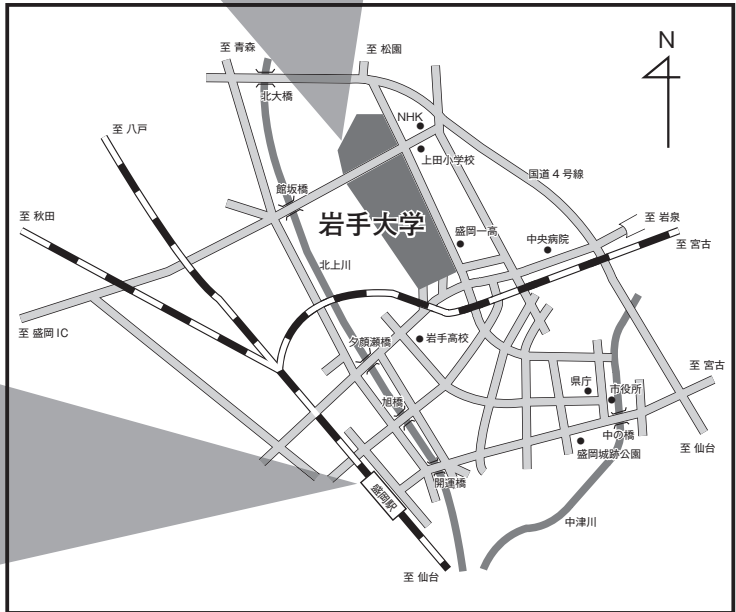 至 青森
至 松園
N
北大橋
NHK
至 八戸
上田小学校
国道４号線
館坂橋
至 秋田
岩手大学
至 岩泉
盛岡一高
中央病院
至 宮古
北上川
至 盛岡IC
夕顔瀬橋
岩手高校
至 宮古
県庁
市役所
旭橋
中の橋
至 仙台
盛岡城跡公園
開運橋
盛岡駅
中津川
至 仙台